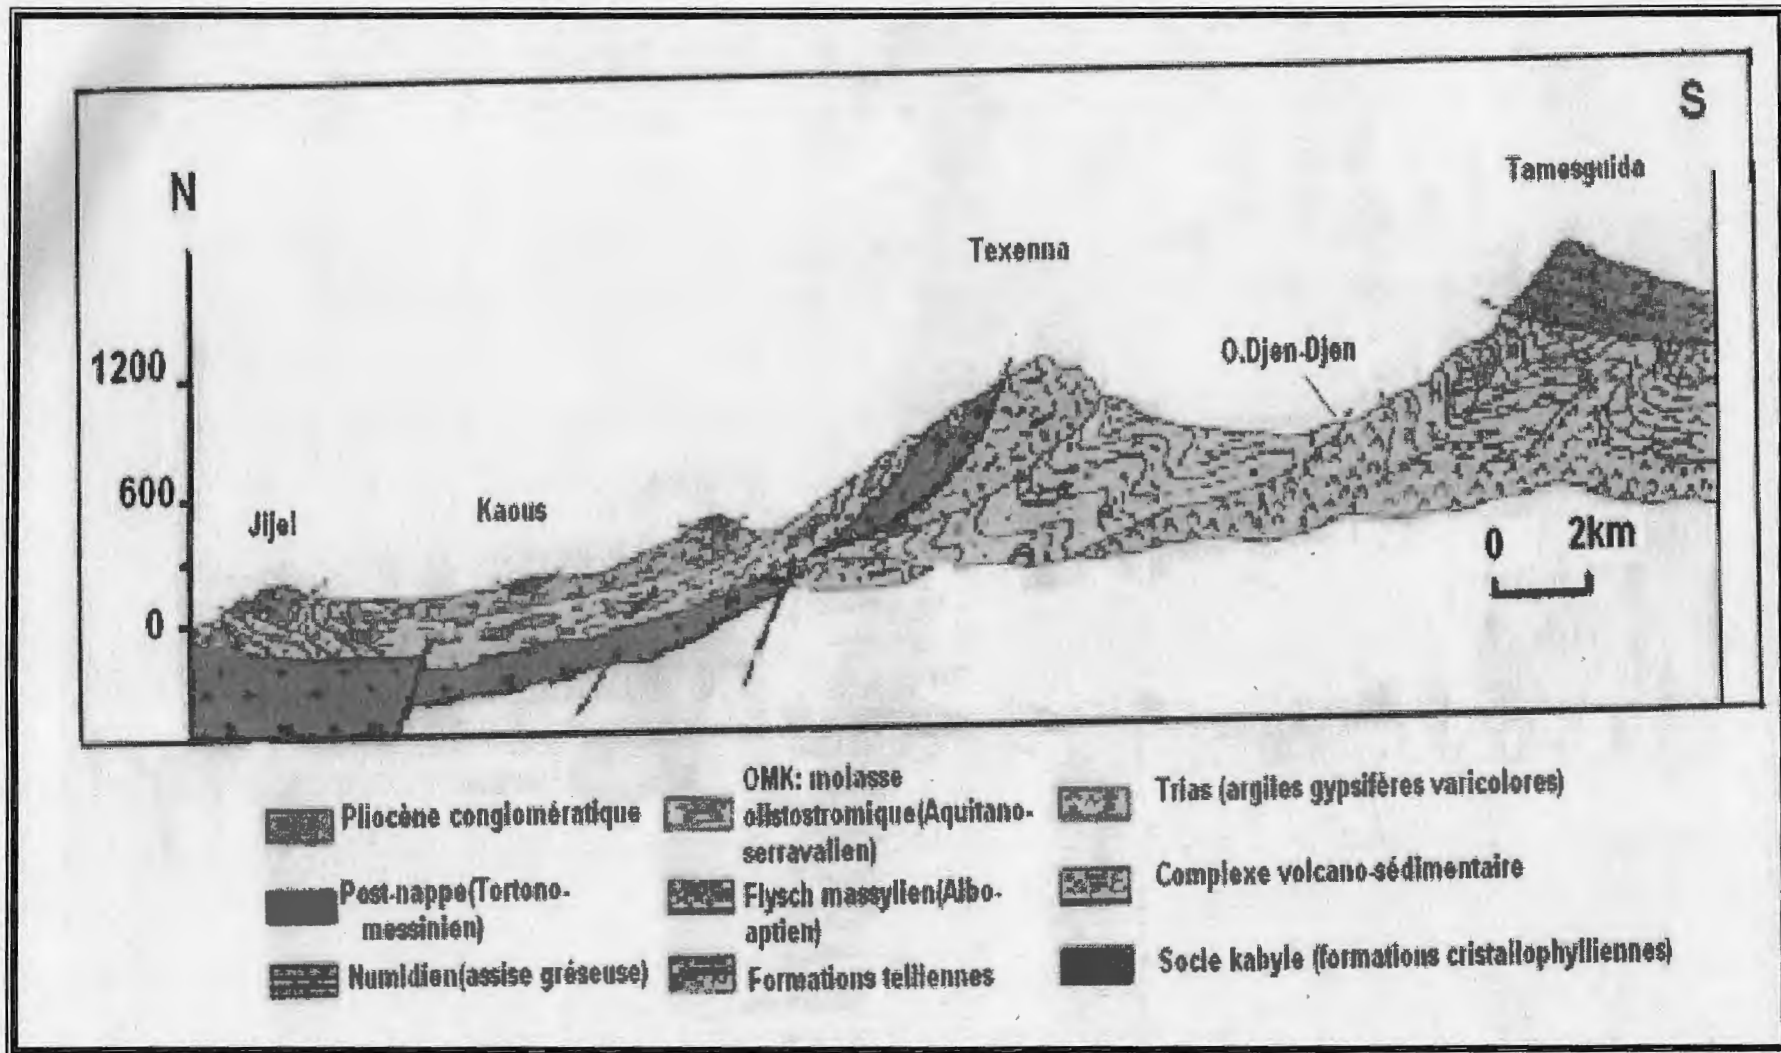 N
S
Tamesguida
Texenna
O.Djen-Djen
1200
600
0
Jijel
Kaous
0 2km
Pliocène conglomératique
Post-nappe(Tortono-
messinien)
Numidien(assise gréseuse)
OMK: molasse
olistostromique(Aquitano-
serravalien)
Flysch massylien(Albo-
aptien)
Formations telliennes
Trias (argiles gypsifères varicolores)
Complexe volcano-sédimentaire
Socle kabyle (formations cristallophylliennes)